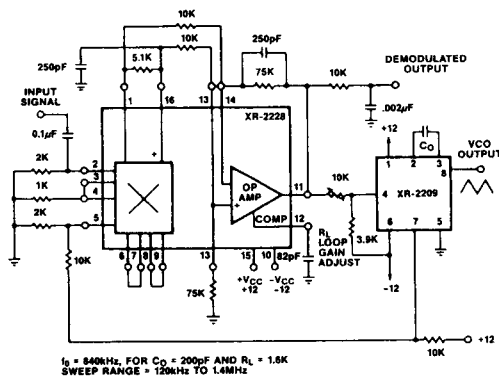 10K
250pF
10K
5.1K
250pF
75K
10K
DEMODULATED
OUTPUT
.002µF
INPUT
SIGNAL
0.1µF
1
16
13
14
XR-2228
+12
CO
VCO
OUTPUT
1
2
3
8
2K
2
+
1K
3
4
2K
5
OP
AMP
+
COMP
11
12
10K
4
XR-2209
RL
LOOP
GAIN
ADJUST
3.9K
6
7
5
10K
6
7
8
9
13
15
10
82pF
75K
+VCC
+12
-VCC
-12
-12
10K
+12
f0 = 840kHz, FOR CO = 200pF AND RL = 1.6K
SWEEP RANGE = 120kHz TO 1.4MHz